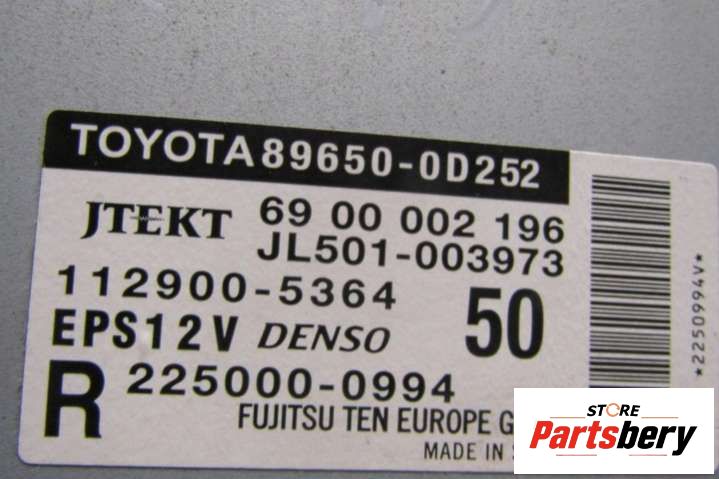 TOYOTA 89650-0D252
JTEKT 69 00 002 196
JL501-003973
112900-5364 50
EPS12V DENSO
R 225000-0994
FUJITSU TEN EUROPE
MADE IN
*2250994V*
STORE
Partsbery